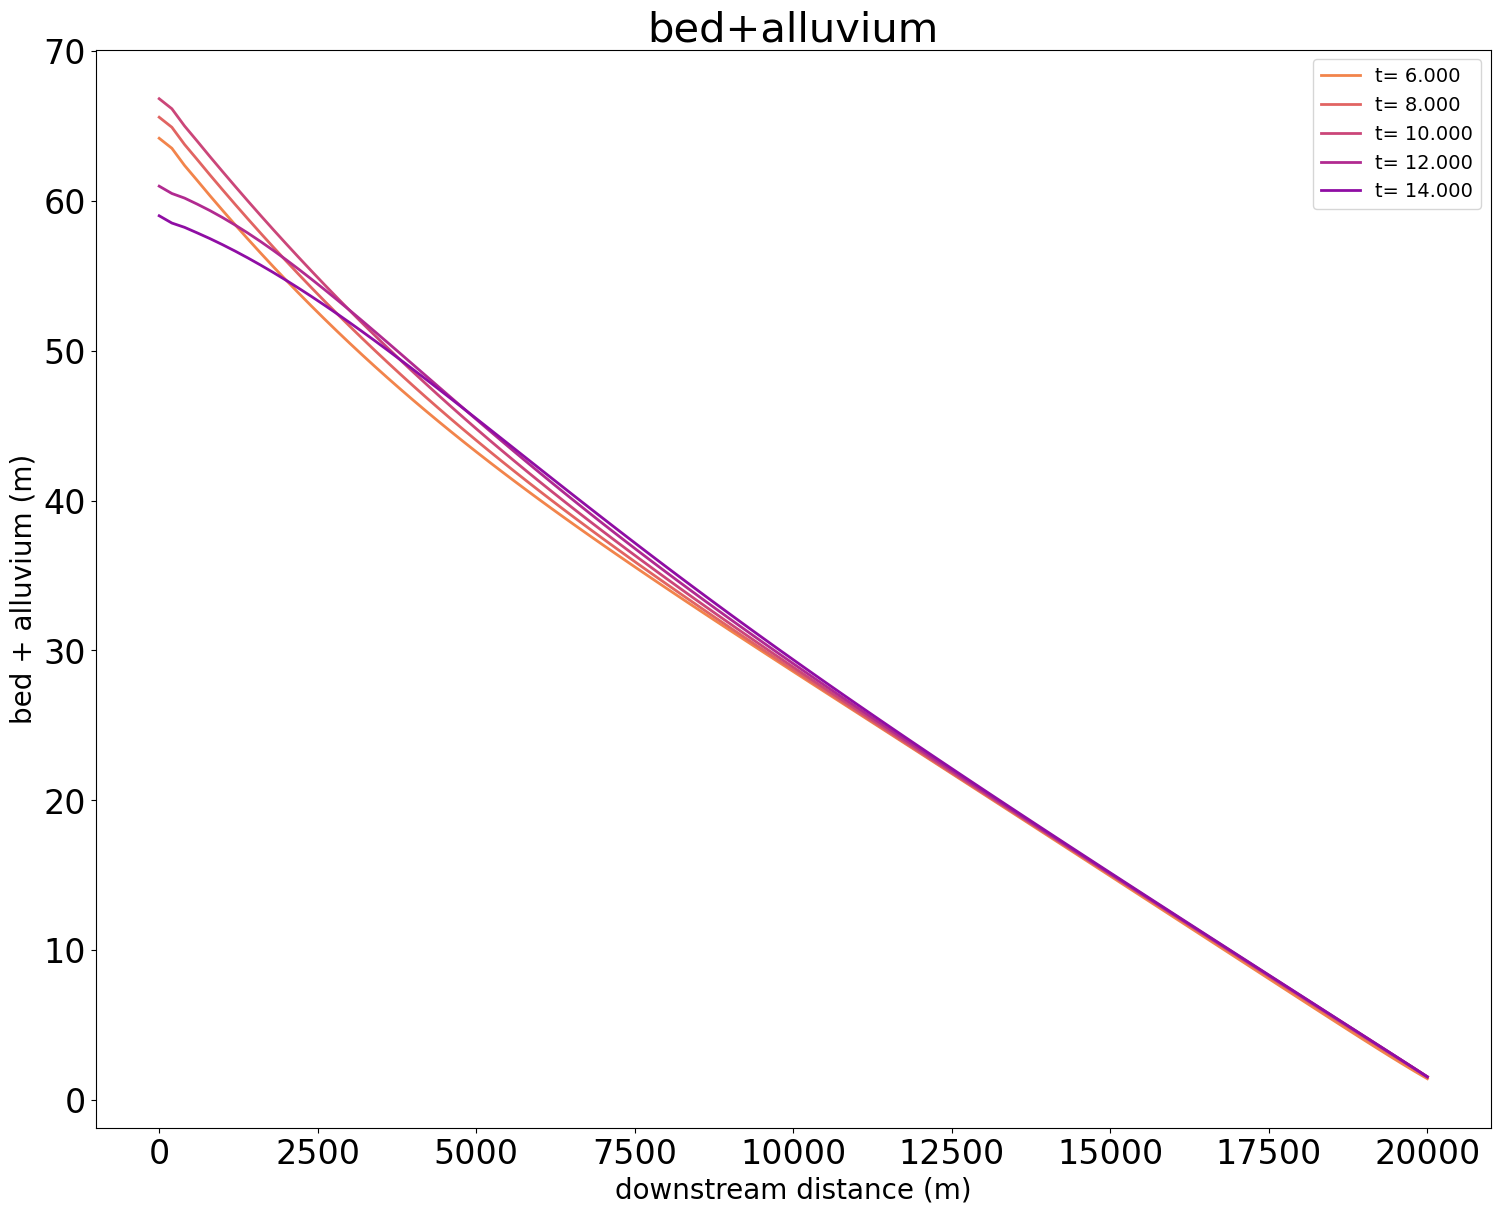 bed+alluvium
t= 6.000
t= 8.000
t= 10.000
t= 12.000
t= 14.000
bed + alluvium (m)
70
60
50
40
30
20
10
0
0 2500 5000 7500 10000 12500 15000 17500 20000
downstream distance (m)